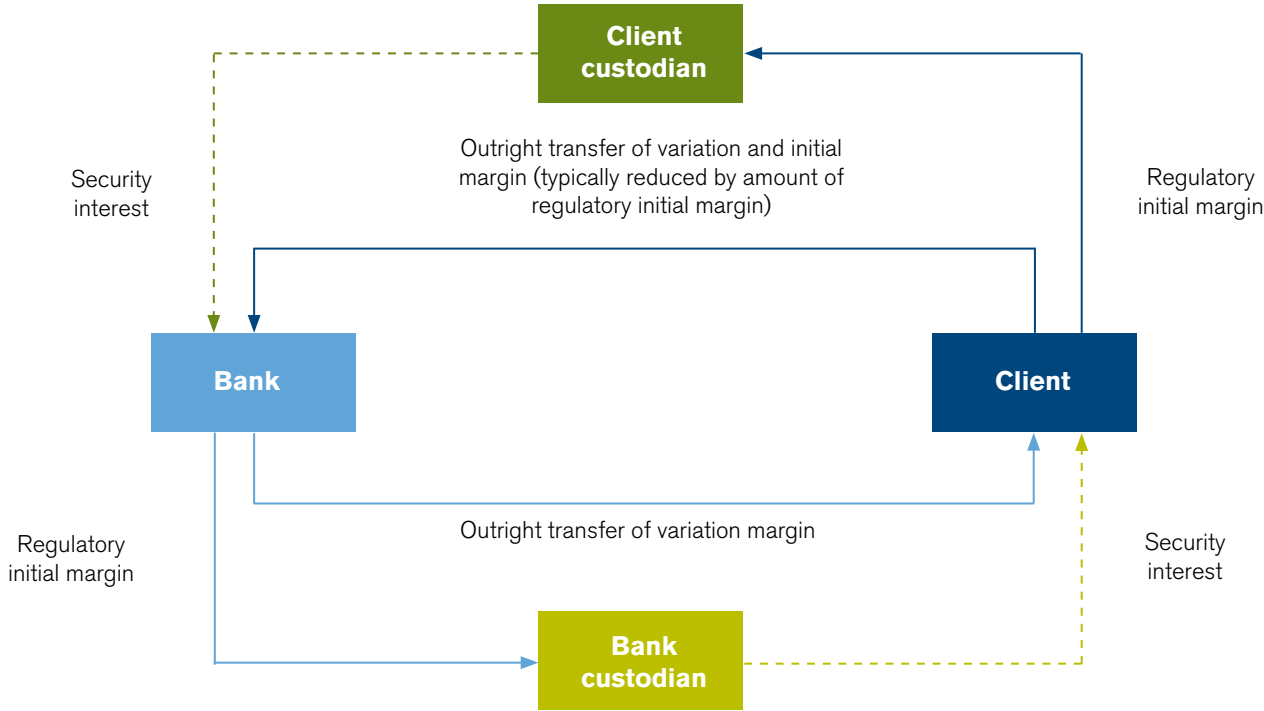 Client
custodian
Outright transfer of variation and initial
margin (typically reduced by amount of
regulatory initial margin)
Security
interest
Regulatory
initial margin
Bank
Client
Outright transfer of variation margin
Regulatory
initial margin
Security
interest
Bank
custodian